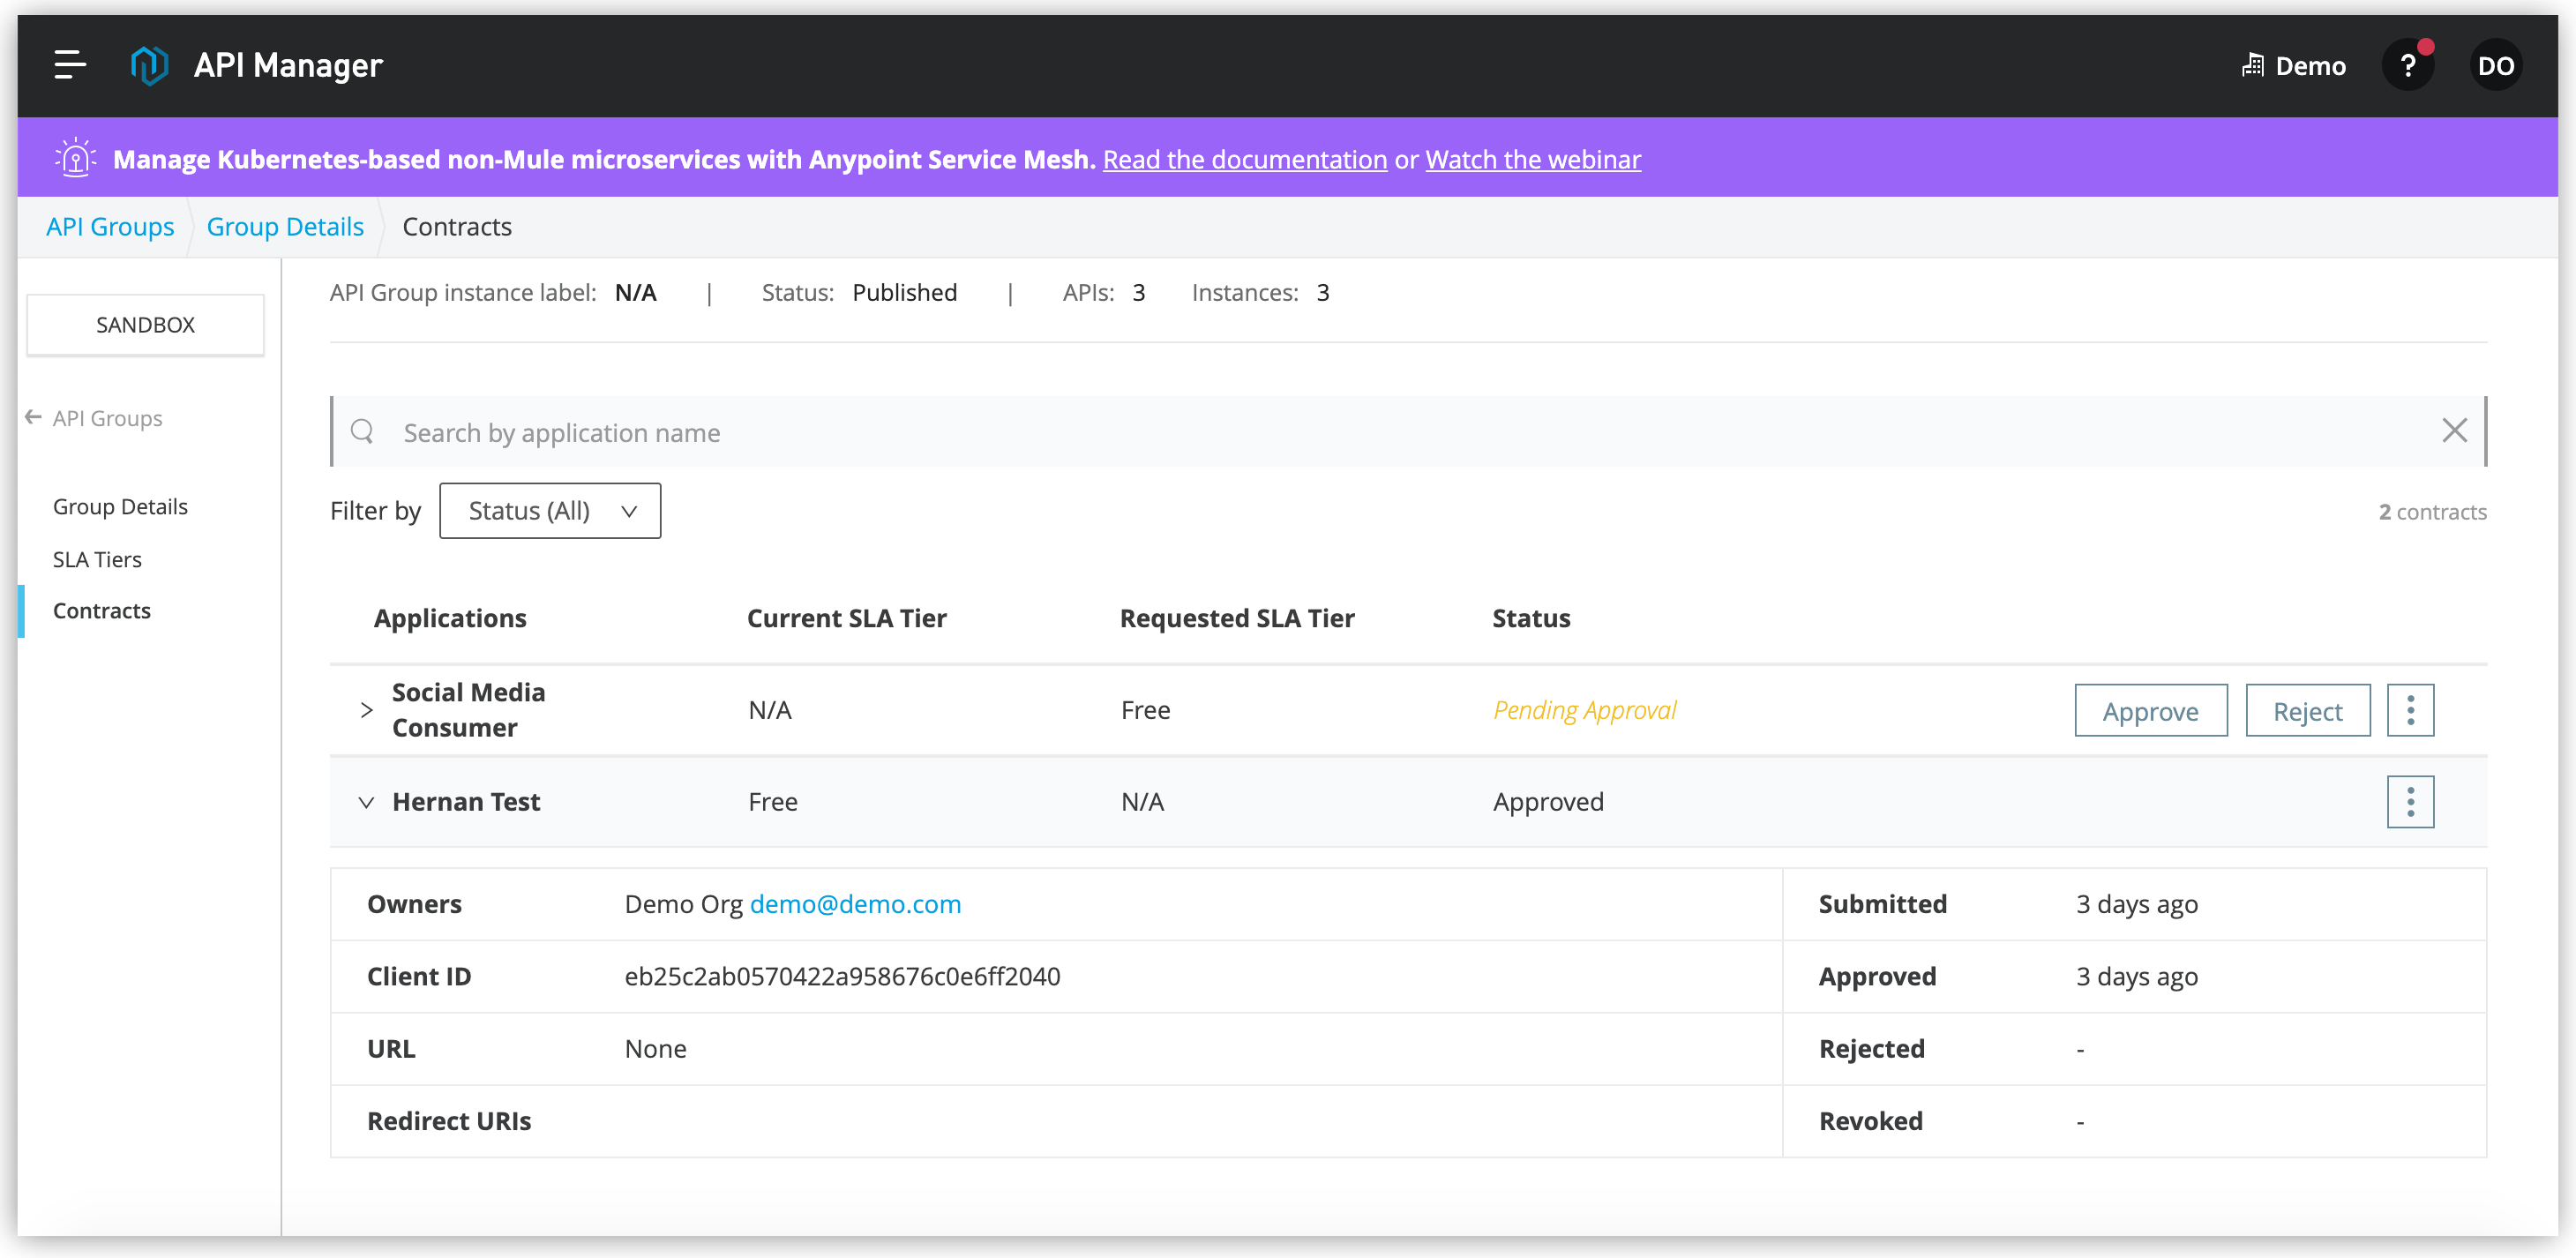 API Manager
Demo
?
DO
Manage Kubernetes-based non-Mule microservices with Anypoint Service Mesh. Read the documentation or Watch the webinar
API Groups Group Details Contracts
SANDBOX
API Groups
Group Details
SLA Tiers
Contracts
API Group instance label: N/A | Status: Published | APIs: 3 Instances: 3
Search by application name
Filter by Status (All)
2 contracts
Applications Current SLA Tier Requested SLA Tier Status
Social Media
Consumer
N/A Free Pending Approval Approve Reject
Hernan Test Free N/A Approved
Owners Demo Org demo@demo.com Submitted 3 days ago
Client ID eb25c2ab0570422a958676c0e6ff2040 Approved 3 days ago
URL None Rejected -
Redirect URIs Revoked -